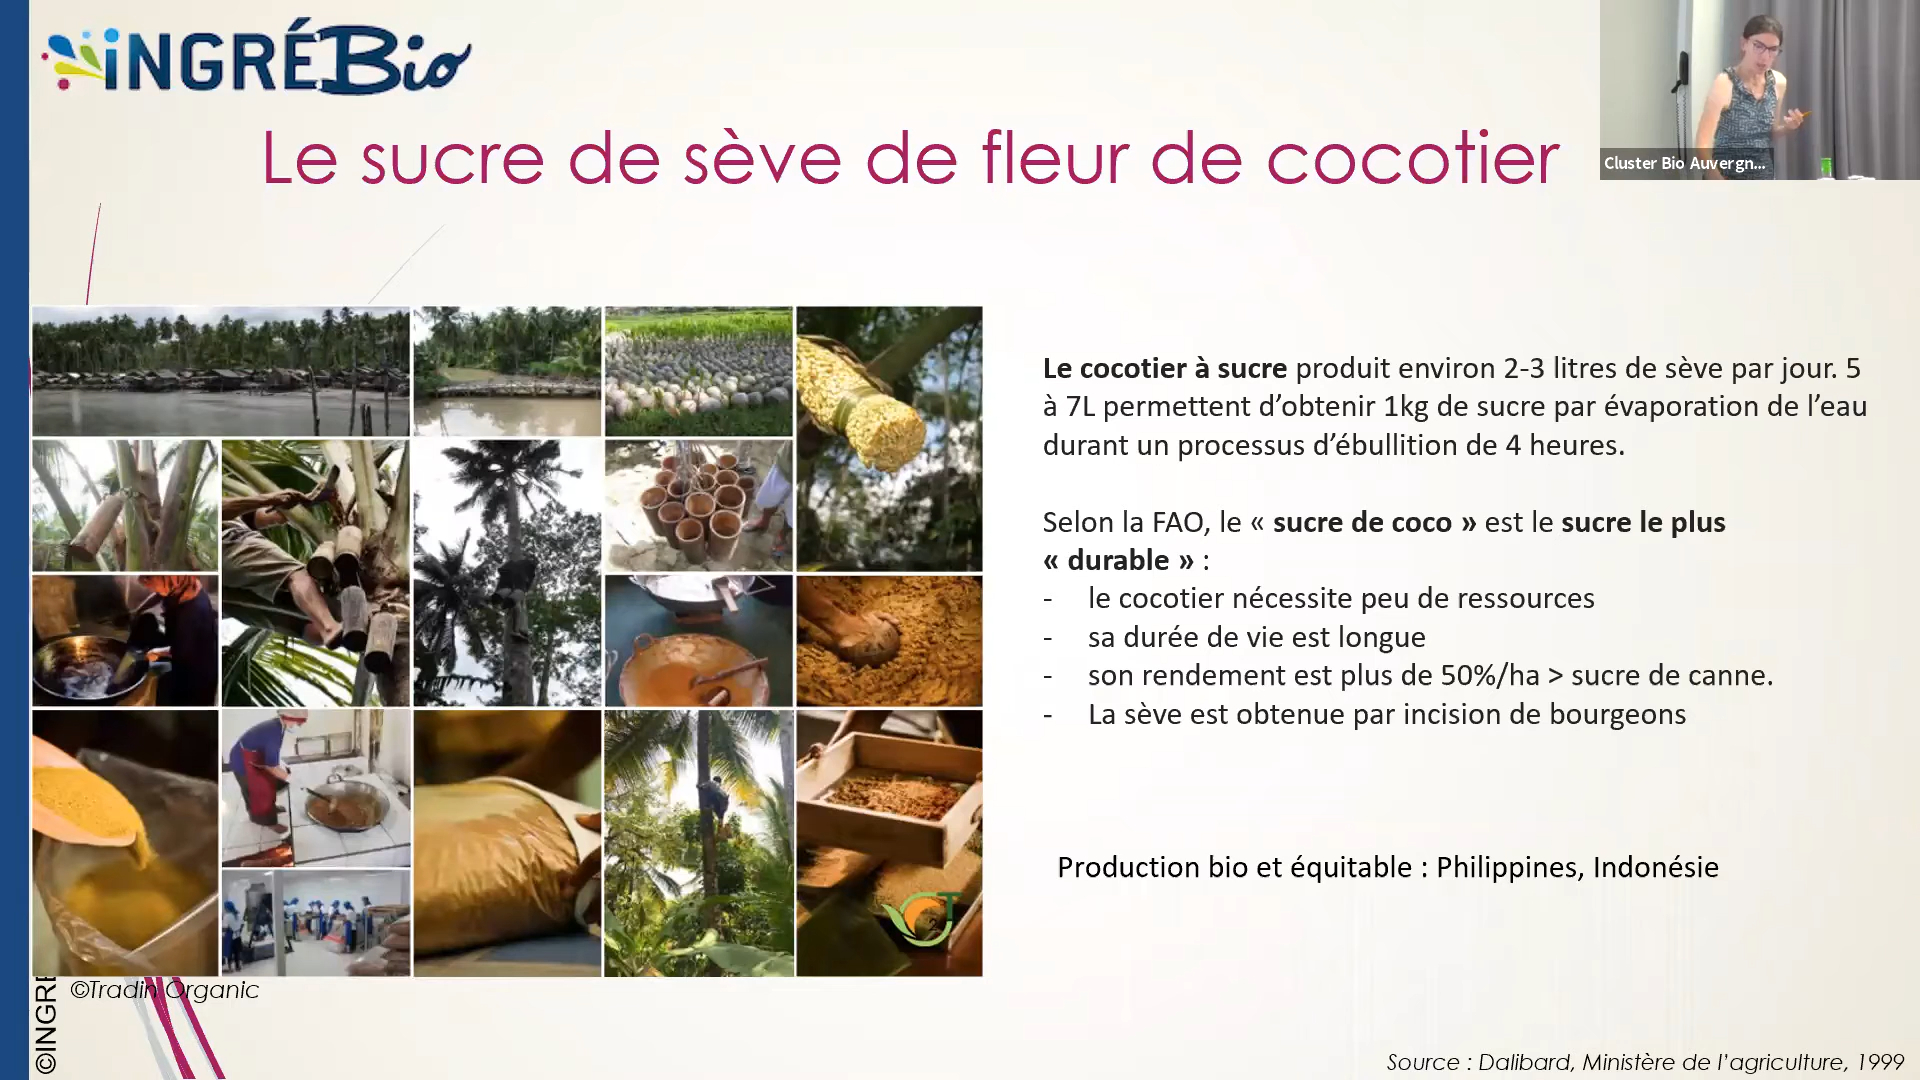 iNGRÉBio
Cluster Bio Auvergn...
Le sucre de sève de fleur de cocotier
Le cocotier à sucre produit environ 2-3 litres de sève par jour. 5
à 7L permettent d’obtenir 1kg de sucre par évaporation de l’eau
durant un processus d’ébullition de 4 heures.
Selon la FAO, le « sucre de coco » est le sucre le plus
« durable » :
- le cocotier nécessite peu de ressources
- sa durée de vie est longue
- son rendement est plus de 50%/ha > sucre de canne.
- La sève est obtenue par incision de bourgeons
Production bio et équitable : Philippines, Indonésie
©INGRE
©Tradin Organic
Source : Dalibard, Ministère de l’agriculture, 1999